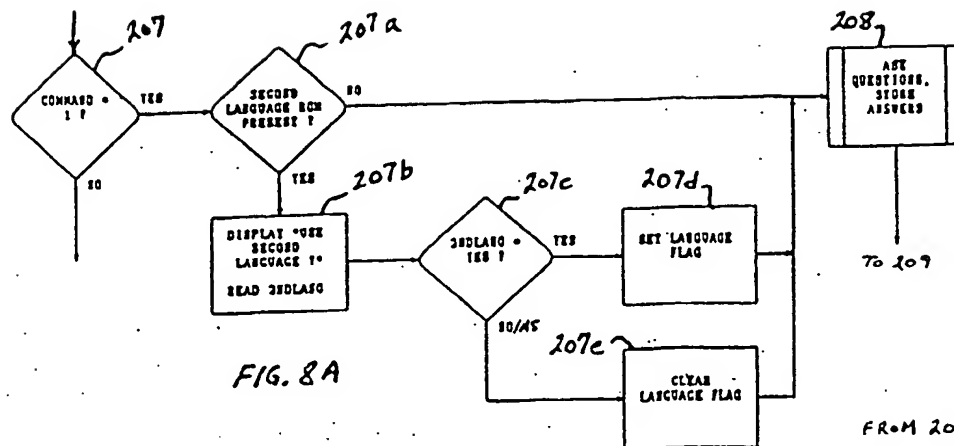 207
207a
208
COMMAND =
1 ?
YES
NO
SECOND
LANGUAGE ROM
PRESENT ?
NO
YES
ASK
QUESTIONS,
STORE
ANSWERS
TO 209
207b
DISPLAY "USE
SECOND
LANGUAGE ?"
READ 2NDLANG
207c
2NDLANG =
YES ?
YES
207d
SET LANGUAGE
FLAG
207e
CLEAR
LANGUAGE FLAG
FIG. 8A
FROM 20